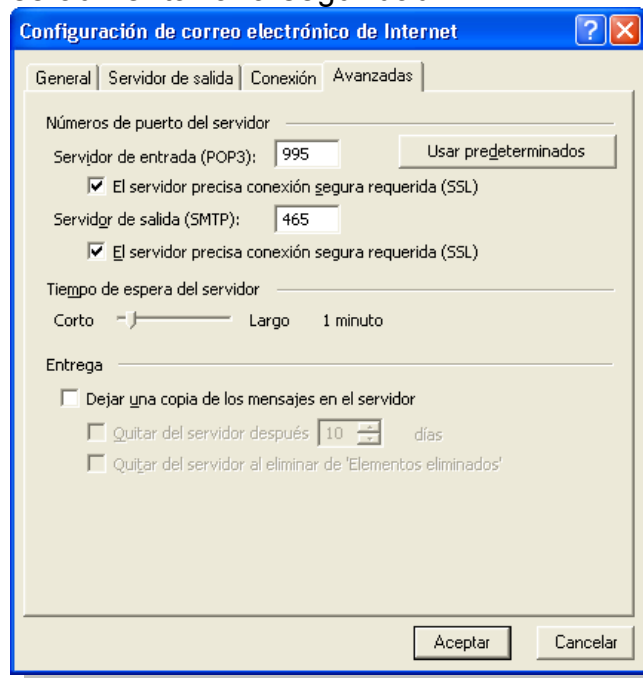 Configuración de correo electrónico de Internet
General Servidor de salida Conexión Avanzadas
Números de puerto del servidor
Servidor de entrada (POP3): 995 Usar predeterminados
El servidor precisa conexión segura requerida (SSL)
Servidor de salida (SMTP): 465
El servidor precisa conexión segura requerida (SSL)
Tiempo de espera del servidor
Corto Largo 1 minuto
Entrega
Dejar una copia de los mensajes en el servidor
Quitar del servidor después 10 días
Quitar del servidor al eliminar de 'Elementos eliminados'
Aceptar Cancelar